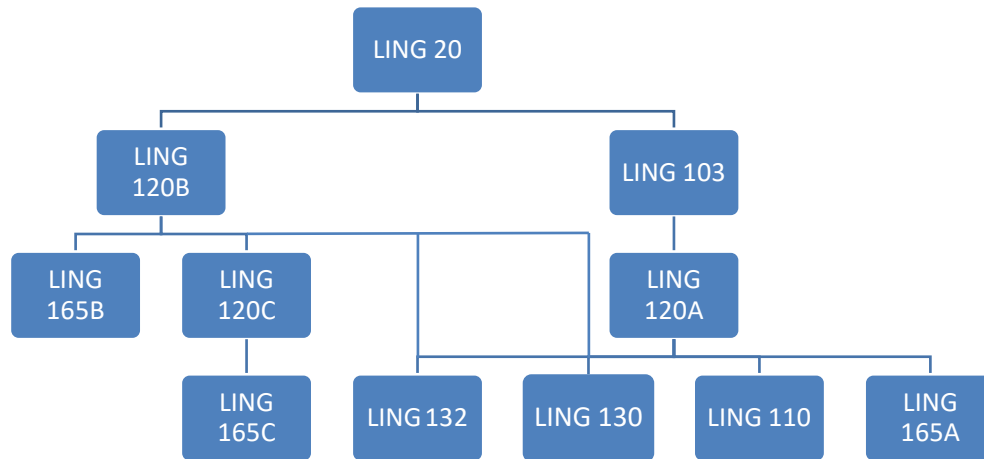 LING 20
LING
120B
LING 103
LING
165B
LING
120C
LING
120A
LING
165C
LING 132
LING 130
LING 110
LING
165A